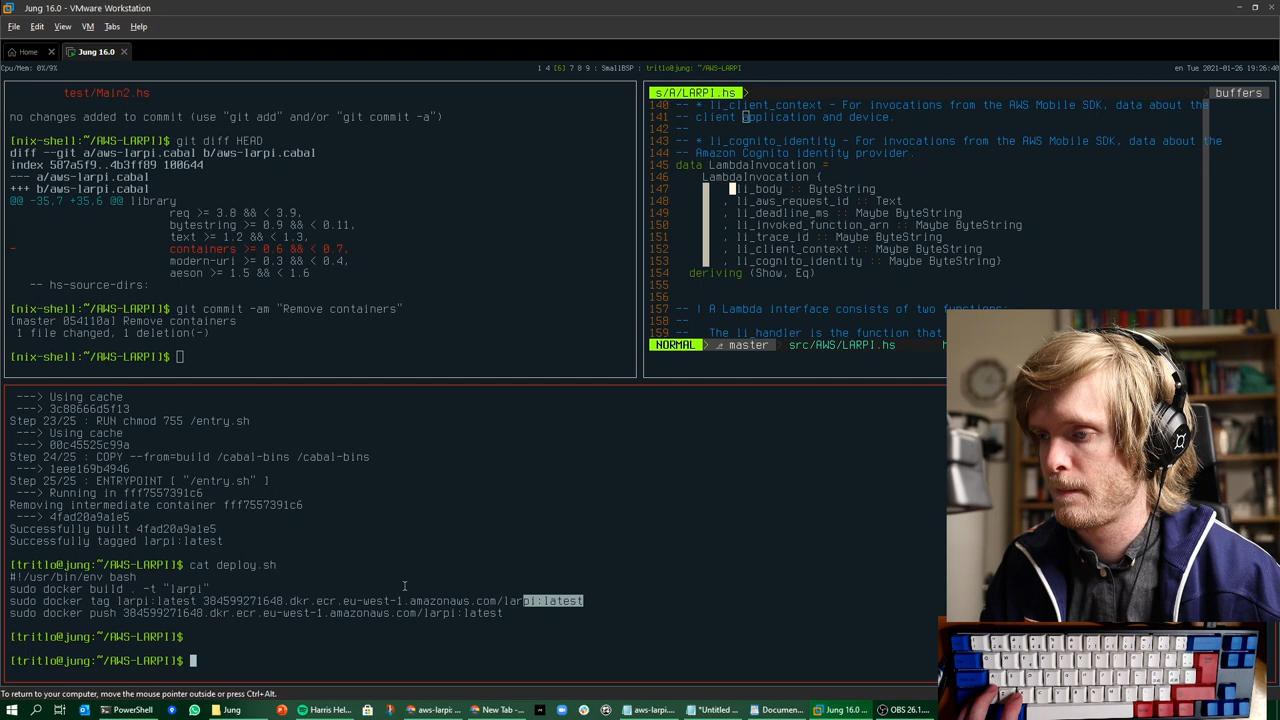 Jung 16.0 - VMware Workstation
File Edit View VM Tabs Help
Home Jung 16.0
Cpu/Mem: 0%/9% 1 4 [6] 7 8 9 : SmallBSP : tritlo@jung: ~/AWS-LARPI en Tue 2021-01-26 19:26:40
test/Main2.hs
no changes added to commit (use "git add" and/or "git commit -a")
[nix-shell:~/AWS-LARPI]$ git diff HEAD
diff --git a/aws-larpi.cabal b/aws-larpi.cabal
index 587a5f9..4b3ff89 100644
--- a/aws-larpi.cabal
+++ b/aws-larpi.cabal
@@ -35,7 +35,6 @@ library
req >= 3.8 && < 3.9,
bytestring >= 0.9 && < 0.11,
text >= 1.2 && < 1.3,
- containers >= 0.6 && < 0.7,
modern-uri >= 0.3 && < 0.4,
aeson >= 1.5 && < 1.6
-- hs-source-dirs:
[nix-shell:~/AWS-LARPI]$ git commit -am "Remove containers"
[master 054110a] Remove containers
1 file changed, 1 deletion(-)
[nix-shell:~/AWS-LARPI]$
s/A/LARPI.hs buffers
140 -- * li_client_context - For invocations from the AWS Mobile SDK, data about the
141 -- client application and device.
142 --
143 -- * li_cognito_identity - For invocations from the AWS Mobile SDK, data about the
144 -- Amazon Cognito identity provider.
145 data LambdaInvocation =
146 LambdaInvocation {
147 li_body :: ByteString
148 , li_aws_request_id :: Text
149 , li_deadline_ms :: Maybe ByteString
150 , li_invoked_function_arn :: Maybe ByteString
151 , li_trace_id :: Maybe ByteString
152 , li_client_context :: Maybe ByteString
153 , li_cognito_identity :: Maybe ByteString}
154 deriving (Show, Eq)
155
156
157 -- | A Lambda interface consists of two functions:
158 --
159 -- The li_handler is the function that
NORMAL master src/AWS/LARPI.hs h
---> Using cache
---> 3c88666d5f13
Step 23/25 : RUN chmod 755 /entry.sh
---> Using cache
---> 00c45525c99a
Step 24/25 : COPY --from=build /cabal-bins /cabal-bins
---> 1eee169b4946
Step 25/25 : ENTRYPOINT [ "/entry.sh" ]
---> Running in fff7557391c6
Removing intermediate container fff7557391c6
---> 4fad20a9a1e5
Successfully built 4fad20a9a1e5
Successfully tagged larpi:latest
[tritlo@jung:~/AWS-LARPI]$ cat deploy.sh
#!/usr/bin/env bash
sudo docker build . -t "larpi"
sudo docker tag larpi:latest 384599271648.dkr.ecr.eu-west-1.amazonaws.com/larpi:latest
sudo docker push 384599271648.dkr.ecr.eu-west-1.amazonaws.com/larpi:latest
[tritlo@jung:~/AWS-LARPI]$
[tritlo@jung:~/AWS-LARPI]$
To return to your computer, move the mouse pointer outside or press Ctrl+Alt.
PowerShell Jung Harris Hel... aws-larpi: ... New Tab - ... aws-larpi.... *Untitled ... Documen... Jung 16.0 ... OBS 26.1....